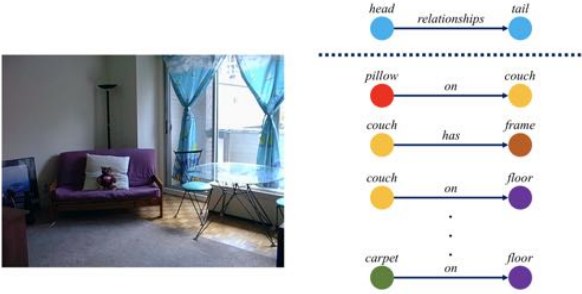 head relationships tail
pillow on couch
couch has frame
couch on floor
carpet on floor